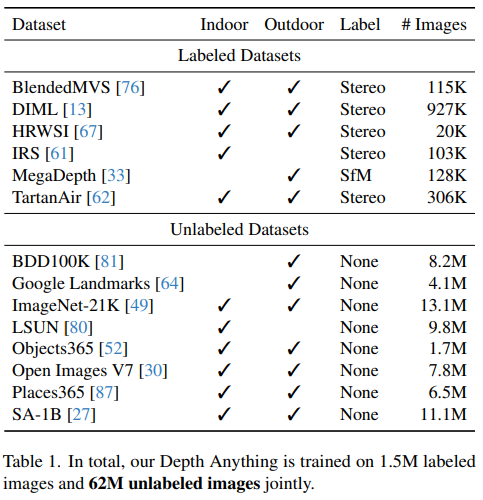 Dataset Indoor Outdoor Label # Images
Labeled Datasets
BlendedMVS [76] ✓ ✓ Stereo 115K
DIML [13] ✓ ✓ Stereo 927K
HRWSI [67] ✓ ✓ Stereo 20K
IRS [61] ✓ Stereo 103K
MegaDepth [33] ✓ SfM 128K
TartanAir [62] ✓ ✓ Stereo 306K
Unlabeled Datasets
BDD100K [81] ✓ None 8.2M
Google Landmarks [64] ✓ None 4.1M
ImageNet-21K [49] ✓ ✓ None 13.1M
LSUN [80] ✓ None 9.8M
Objects365 [52] ✓ ✓ None 1.7M
Open Images V7 [30] ✓ ✓ None 7.8M
Places365 [87] ✓ ✓ None 6.5M
SA-1B [27] ✓ ✓ None 11.1M
Table 1. In total, our Depth Anything is trained on 1.5M labeled
images and 62M unlabeled images jointly.